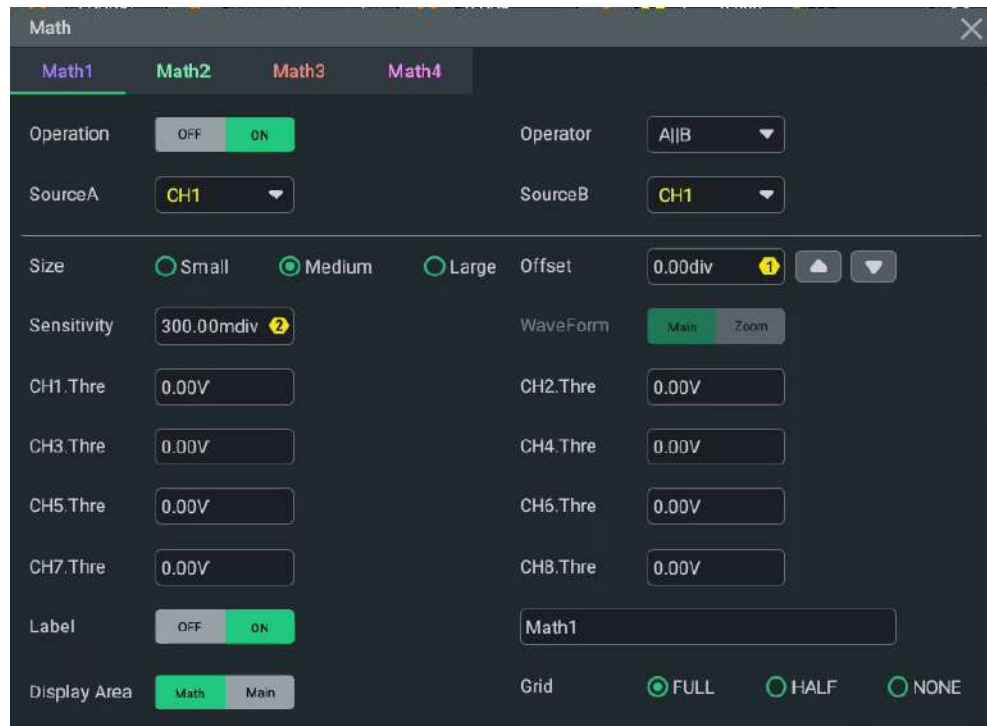 Math
Math1 Math2 Math3 Math4
Operation OFF ON Operator A||B
SourceA CH1 SourceB CH1
Size Small Medium Large Offset 0.00div 1
Sensitivity 300.00mdiv 2 WaveForm Main Zoom
CH1.Thre 0.00V CH2.Thre 0.00V
CH3.Thre 0.00V CH4.Thre 0.00V
CH5.Thre 0.00V CH6.Thre 0.00V
CH7.Thre 0.00V CH8.Thre 0.00V
Label OFF ON Math1
Display Area Math Main Grid FULL HALF NONE